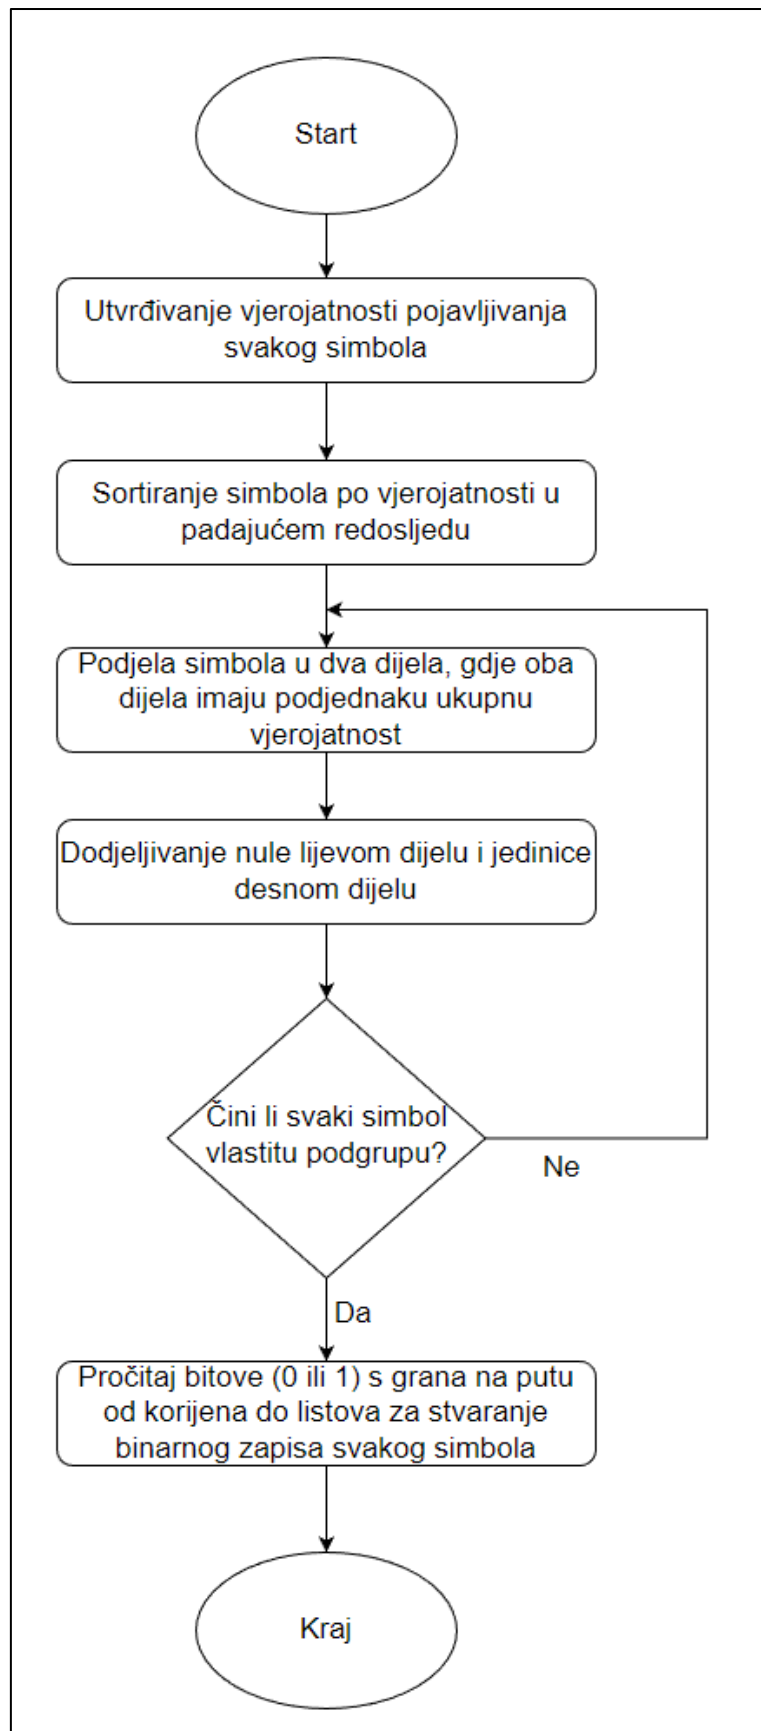 Start
Utvrđivanje vjerojatnosti pojavljivanja
svakog simbola
Sortiranje simbola po vjerojatnosti u
padajućem redosljedu
Podjela simbola u dva dijela, gdje oba
dijela imaju podjednaku ukupnu
vjerojatnost
Dodjeljivanje nule lijevom dijelu i jedinice
desnom dijelu
Čini li svaki simbol
vlastitu podgrupu?
Ne
Da
Pročitaj bitove (0 ili 1) s grana na putu
od korijena do listova za stvaranje
binarnog zapisa svakog simbola
Kraj